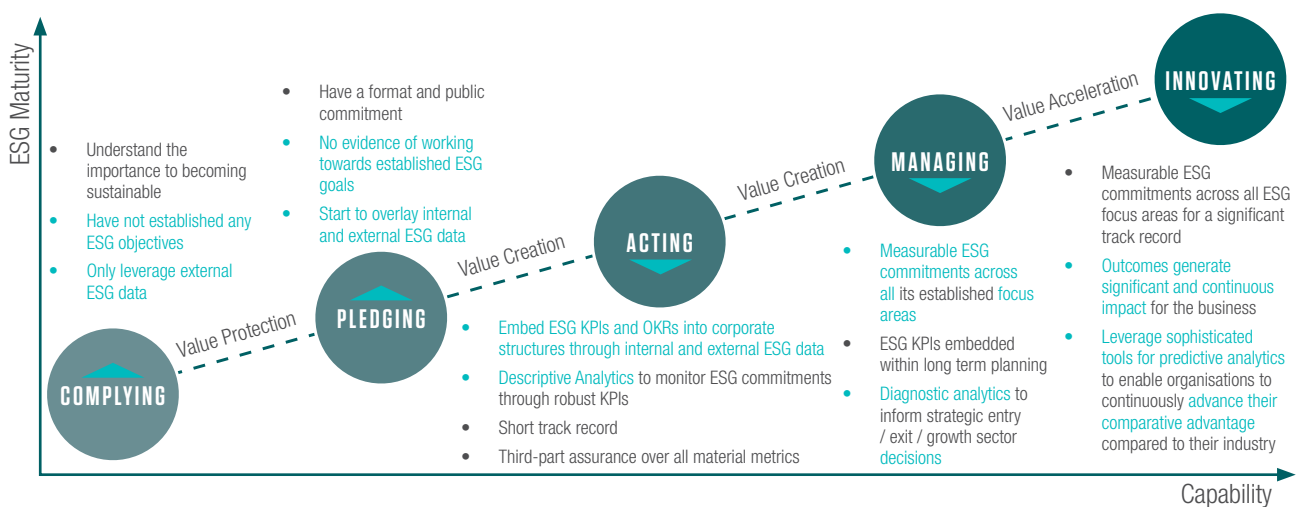 ESG Maturity
Understand the
importance to becoming
sustainable
Have not established any
ESG objectives
Only leverage external
ESG data
COMPLYING
Value Protection
Have a format and public
commitment
No evidence of working
towards established ESG
goals
Start to overlay internal
and external ESG data
PLEDGING
Value Creation
ACTING
Embed ESG KPIs and OKRs into corporate
structures through internal and external ESG data
Descriptive Analytics to monitor ESG commitments
through robust KPIs
Short track record
Third-part assurance over all material metrics
Value Creation
MANAGING
Measurable ESG
commitments across
all its established focus
areas
ESG KPIs embedded
within long term planning
Diagnostic analytics to
inform strategic entry
/ exit / growth sector
decisions
Value Acceleration
INNOVATING
Measurable ESG
commitments across all ESG
focus areas for a significant
track record
Outcomes generate
significant and continuous
impact for the business
Leverage sophisticated
tools for predictive analytics
to enable organisations to
continuously advance their
comparative advantage
compared to their industry
Capability